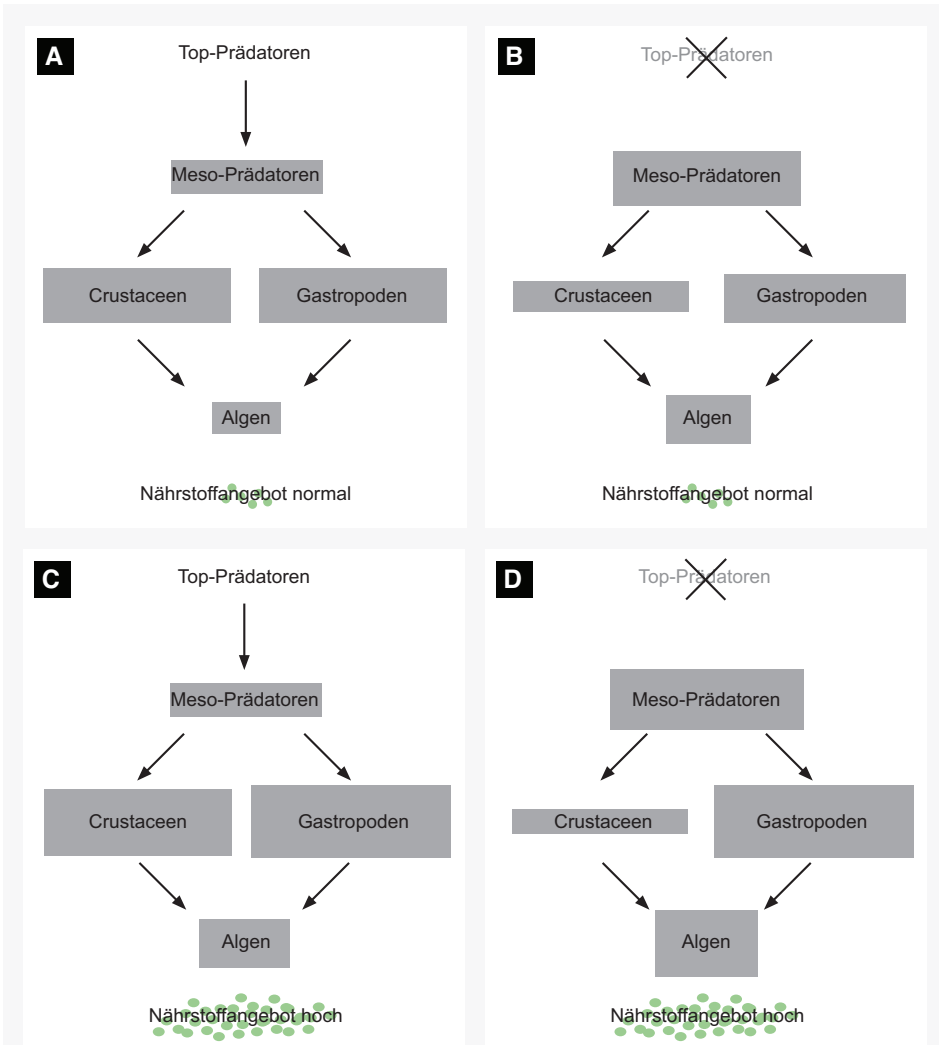 A
Top-Prädatoren
Meso-Prädatoren
Crustaceen
Gastropoden
Algen
Nährstoffangebot normal
B
Top-Prädatoren
Meso-Prädatoren
Crustaceen
Gastropoden
Algen
Nährstoffangebot normal
C
Top-Prädatoren
Meso-Prädatoren
Crustaceen
Gastropoden
Algen
Nährstoffangebot hoch
D
Top-Prädatoren
Meso-Prädatoren
Crustaceen
Gastropoden
Algen
Nährstoffangebot hoch